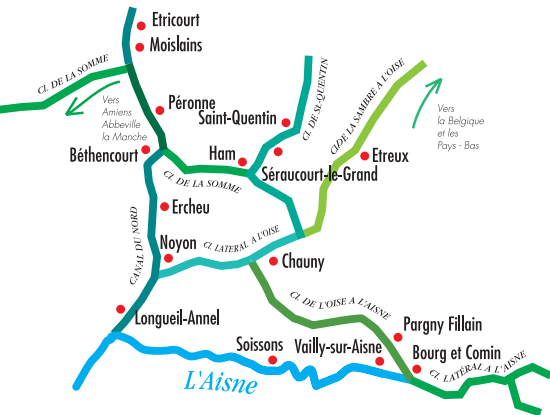 Etricourt
Moislains
Cl. DE LA SOMME
Vers
Amiens
Abbeville
la Manche
Péronne
Saint-Quentin
Cl. DE St-QUENTIN
Cl.DE LA SAMBRE A L'OISE
Vers
la Belgique
et les
Pays - Bas
Béthencourt
Ham
Etreux
Cl. DE LA SOMME
Séraucourt-le-Grand
Ercheu
CANAL DU NORD
Noyon
Cl. LATERAL A L'OISE
Chauny
Cl. DE L'OISE A L'AISNE
Longueil-Annel
Pargny Fillain
Soissons
Vailly-sur-Aisne
Bourg et Comin
Cl. LATÉRAL A L'AISNE
L'Aisne